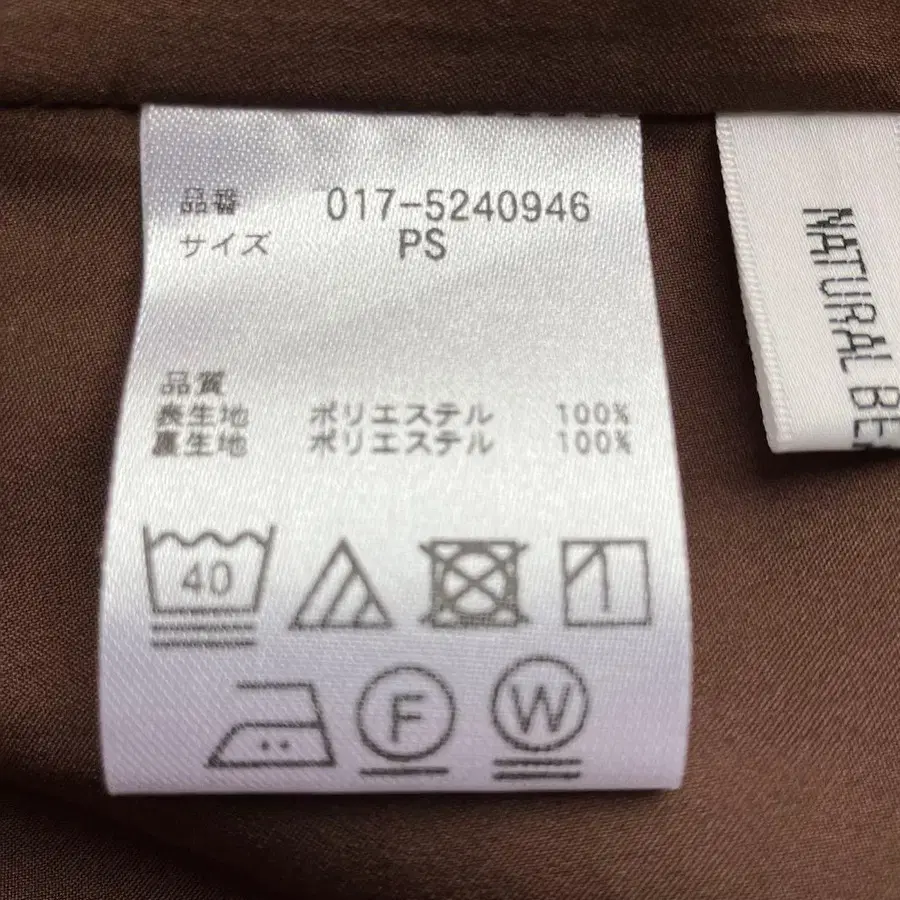 品番 017-5240946
サイズ PS
品質
表生地 ポリエステル 100%
裏生地 ポリエステル 100%
40
F
W
NATURAL BE